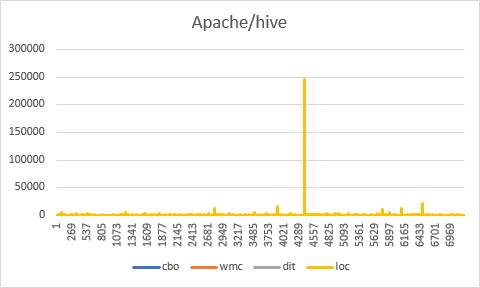 Apache/hive
300000
250000
200000
150000
100000
50000
0
1 269 537 805 1073 1341 1609 1877 2145 2413 2681 2949 3217 3485 3753 4021 4289 4557 4825 5093 5361 5629 5897 6165 6433 6701 6969
cbo wmc dit loc